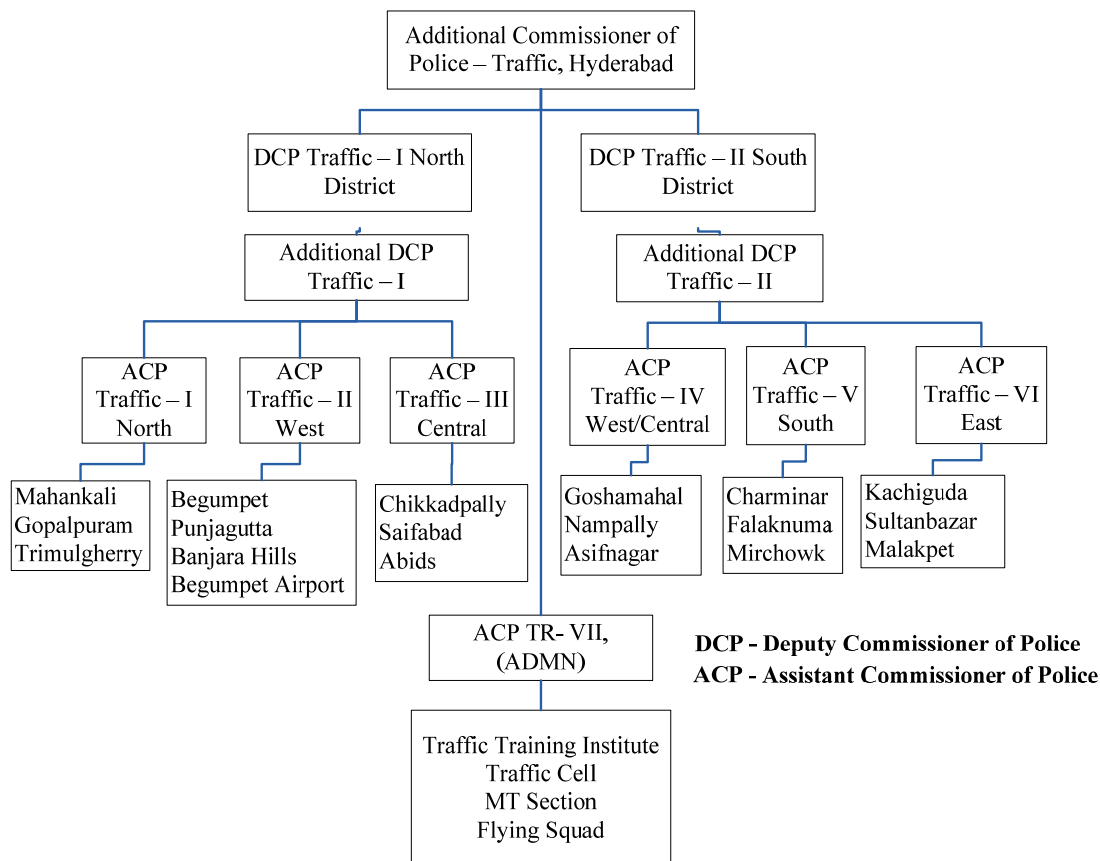 Additional Commissioner of
Police – Traffic, Hyderabad
DCP Traffic – I North
District
DCP Traffic – II South
District
Additional DCP
Traffic – I
Additional DCP
Traffic – II
ACP
Traffic – I
North
ACP
Traffic – II
West
ACP
Traffic – III
Central
ACP
Traffic – IV
West/Central
ACP
Traffic – V
South
ACP
Traffic – VI
East
Mahankali
Gopalpuram
Trimulgherry
Begumpet
Punjagutta
Banjara Hills
Begumpet Airport
Chikkadpally
Saifabad
Abids
Goshamahal
Nampally
Asifnagar
Charminar
Falaknuma
Mirchowk
Kachiguda
Sultanbazar
Malakpet
ACP TR- VII,
(ADMN)
DCP - Deputy Commissioner of Police
ACP - Assistant Commissioner of Police
Traffic Training Institute
Traffic Cell
MT Section
Flying Squad